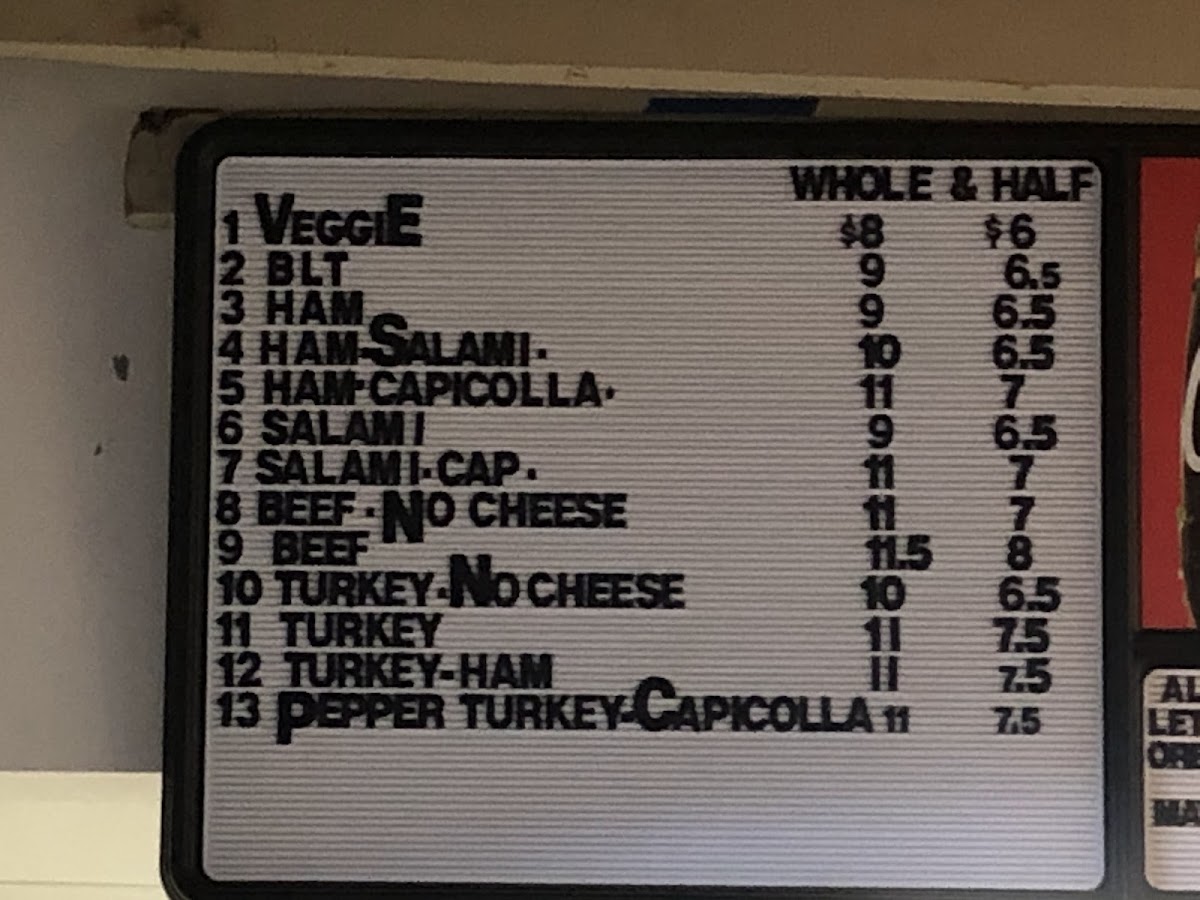 WHOLE & HALF
1 VEGGIE $8 $6
2 BLT 9 6.5
3 HAM 9 6.5
4 HAM-SALAMI· 10 6.5
5 HAM·CAPICOLLA· 11 7
6 SALAMI 9 6.5
7 SALAMI·CAP· 11 7
8 BEEF·NO CHEESE 11 7
9 BEEF 11.5 8
10 TURKEY·NO CHEESE 10 6.5
11 TURKEY 11 7.5
12 TURKEY-HAM 11 7.5
13 PEPPER TURKEY-CAPICOLLA 11 7.5